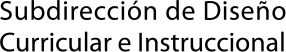 Subdirección de Diseño
Curricular e Instruccional